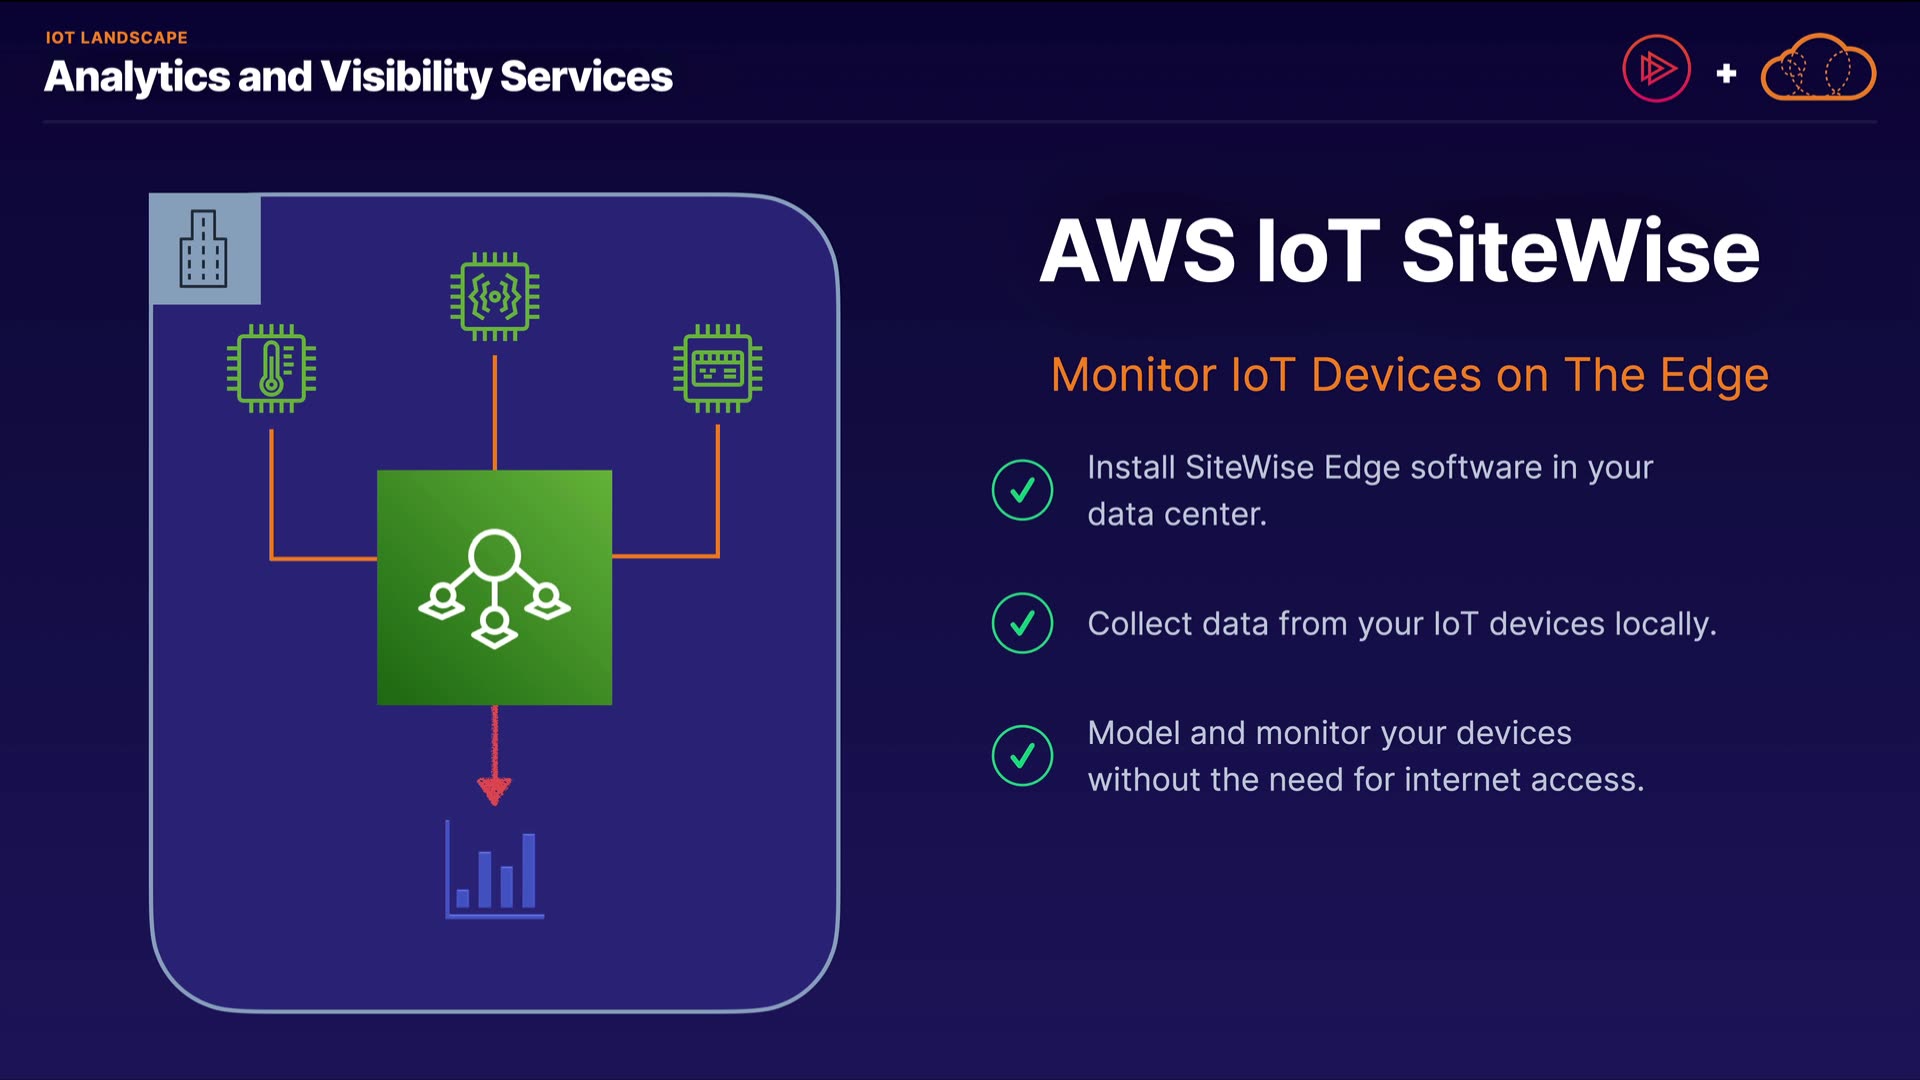 IOT LANDSCAPE
Analytics and Visibility Services
AWS IoT SiteWise
Monitor IoT Devices on The Edge
Install SiteWise Edge software in your
data center.
Collect data from your IoT devices locally.
Model and monitor your devices
without the need for internet access.